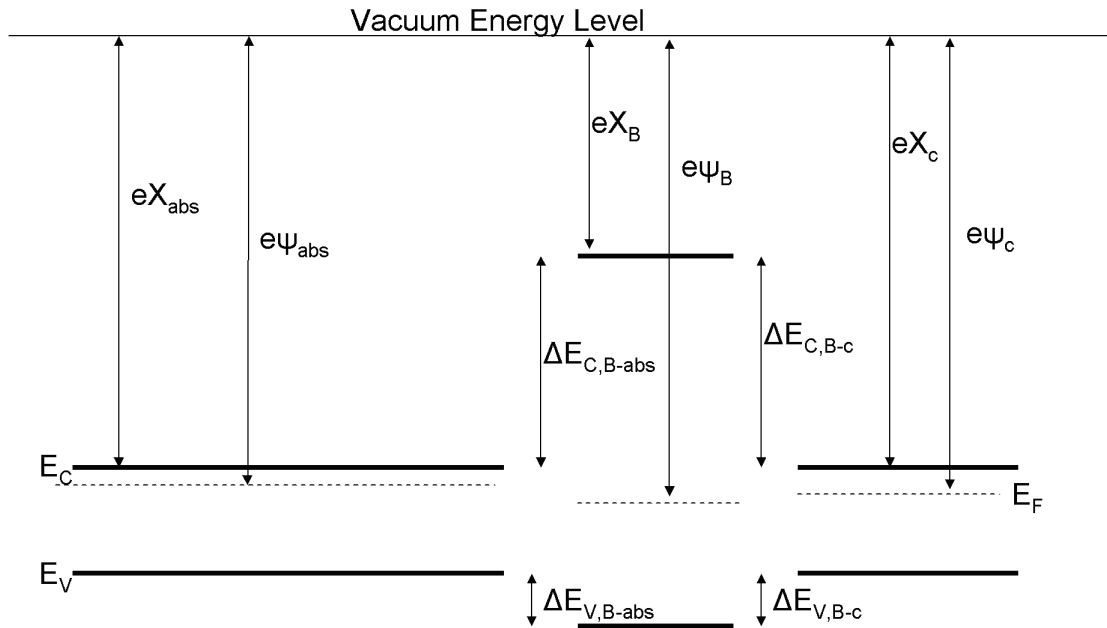 Vacuum Energy Level
eX_B
eX_c
eψ_B
eX_abs
eψ_c
eψ_abs
ΔE_C,B-c
ΔE_C,B-abs
E_C
E_F
E_V
ΔE_V,B-abs
ΔE_V,B-c